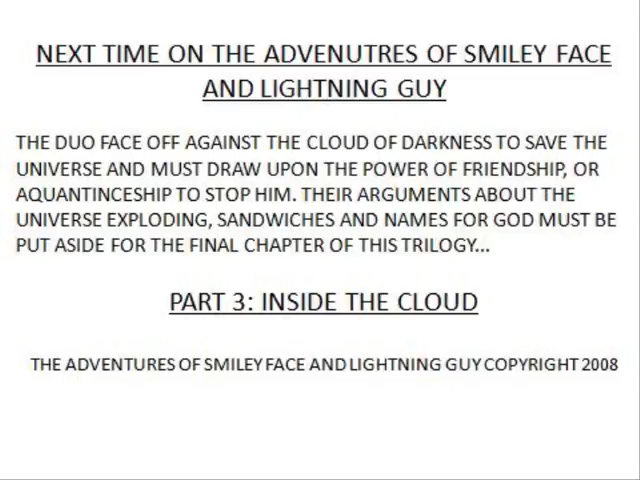 NEXT TIME ON THE ADVENUTRES OF SMILEY FACE
AND LIGHTNING GUY
THE DUO FACE OFF AGAINST THE CLOUD OF DARKNESS TO SAVE THE
UNIVERSE AND MUST DRAW UPON THE POWER OF FRIENDSHIP, OR
AQUANTINCESHIP TO STOP HIM. THEIR ARGUMENTS ABOUT THE
UNIVERSE EXPLODING, SANDWICHES AND NAMES FOR GOD MUST BE
PUT ASIDE FOR THE FINAL CHAPTER OF THIS TRILOGY...
PART 3: INSIDE THE CLOUD
THE ADVENTURES OF SMILEY FACE AND LIGHTNING GUY COPYRIGHT 2008